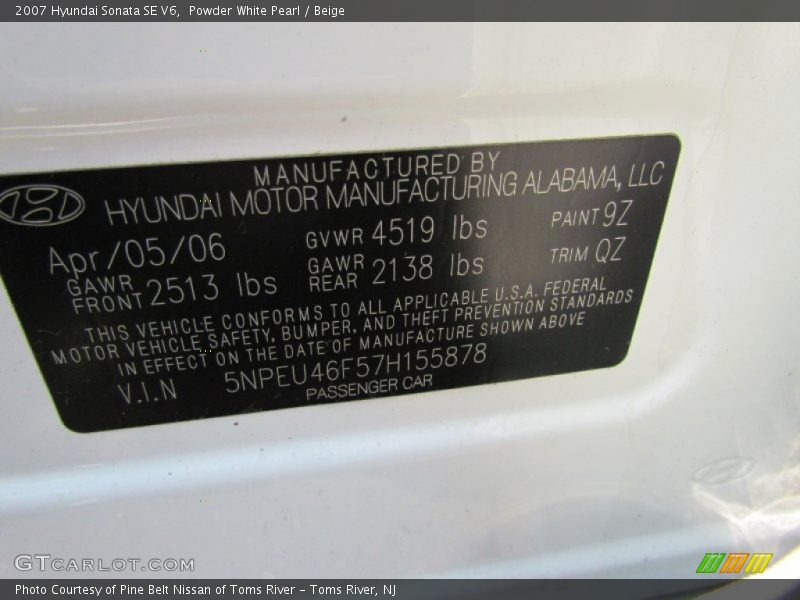 2007 Hyundai Sonata SE V6,  Powder White Pearl / Beige
MANUFACTURED BY
HYUNDAI MOTOR MANUFACTURING ALABAMA, LLC
Apr/05/06 GVWR 4519 lbs PAINT 9Z
GAWR FRONT 2513 lbs GAWR REAR 2138 lbs TRIM QZ
THIS VEHICLE CONFORMS TO ALL APPLICABLE U.S.A. FEDERAL
MOTOR VEHICLE SAFETY, BUMPER, AND THEFT PREVENTION STANDARDS
IN EFFECT ON THE DATE OF MANUFACTURE SHOWN ABOVE
V.I.N 5NPEU46F57H155878
PASSENGER CAR
GTCARLOT.COM
Photo Courtesy of Pine Belt Nissan of Toms River - Toms River, NJ